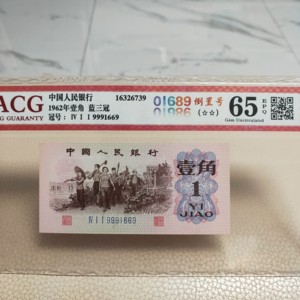 ACG
NG GUARANTY
中国人民银行 16326739
1962年壹角 蓝三冠
冠号: IV I I 9991669
01689 倒置号
01986 (☆☆)
65 EPQ
Gem Uncirculated
中国人民银行
壹角
1
YI
JIAO
IV I I 9991669